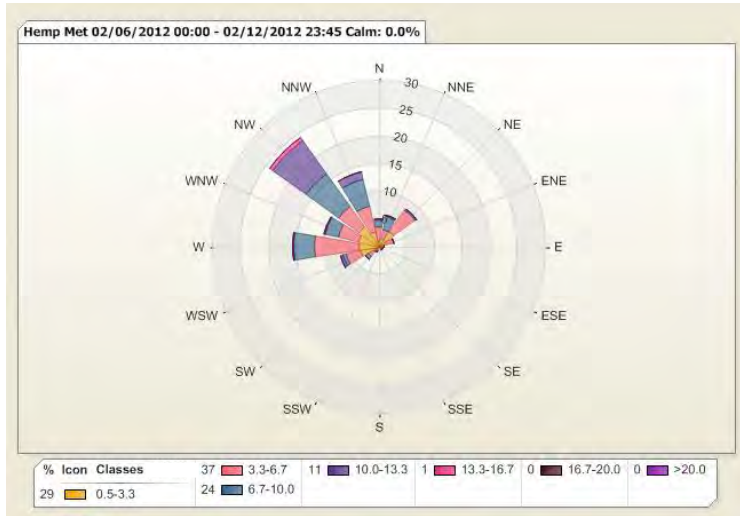 Hemp Met 02/06/2012 00:00 - 02/12/2012 23:45 Calm: 0.0%
N
30
NNW
NNE
25
NW
NE
20
15
WNW
ENE
10
W
E
WSW
ESE
SW
SE
SSW
SSE
S
% Icon Classes
37 3.3-6.7
11 10.0-13.3
1 13.3-16.7
0 16.7-20.0
0 >20.0
29 0.5-3.3
24 6.7-10.0